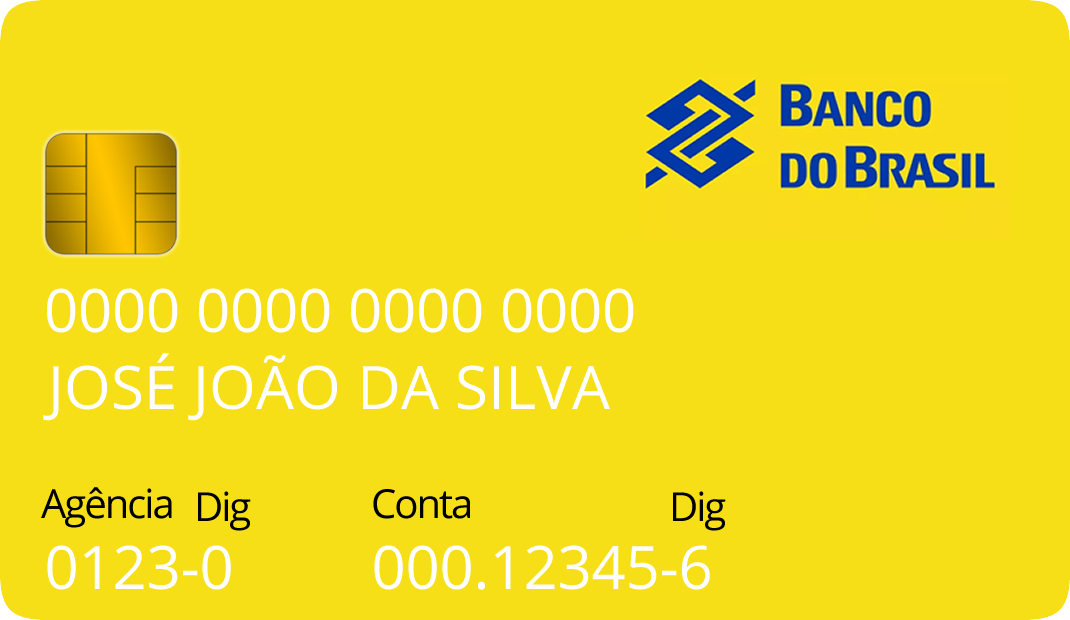 BANCO
DO BRASIL
0000 0000 0000 0000
JOSÉ JOÃO DA SILVA
Agência Dig Conta Dig
0123-0 000.12345-6